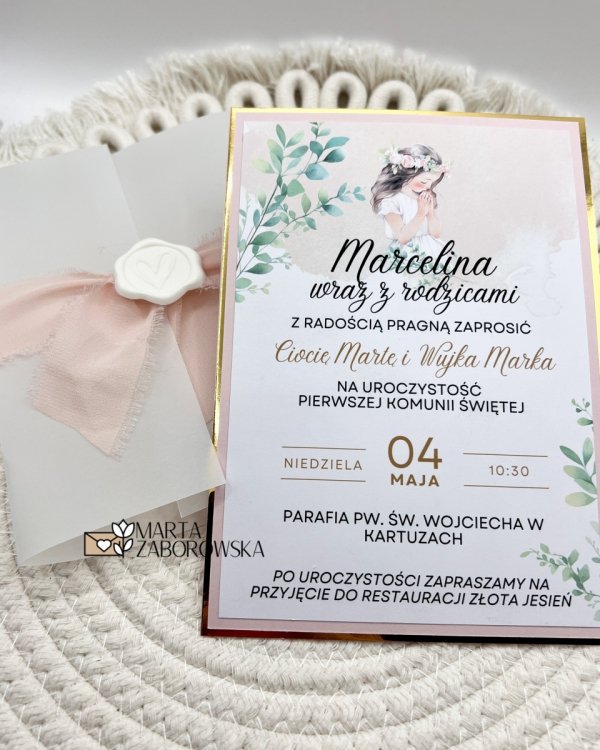 Marcelina
wraz z rodzicami
Z RADOŚCIĄ PRAGNĄ ZAPROSIĆ
Ciocię Martę i Wujka Marka
NA UROCZYSTOŚĆ
PIERWSZEJ KOMUNII ŚWIĘTEJ
NIEDZIELA
04
MAJA
10:30
PARAFIA PW. ŚW. WOJCIECHA W
KARTUZACH
PO UROCZYSTOŚCI ZAPRASZAMY NA
PRZYJĘCIE DO RESTAURACJI ZŁOTA JESIEŃ
MARTA
ZABOROWSKA